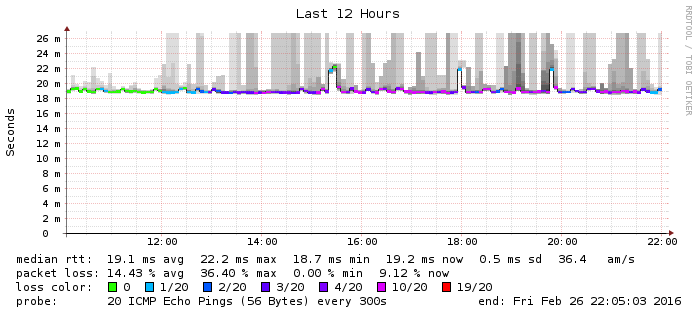 Last 12 Hours
RRDTOOL / TOBI OETIKER
Seconds
26 m
24 m
22 m
20 m
18 m
16 m
14 m
12 m
10 m
8 m
6 m
4 m
2 m
0
12:00 14:00 16:00 18:00 20:00 22:00
median rtt: 19.1 ms avg 22.2 ms max 18.7 ms min 19.2 ms now 0.5 ms sd 36.4 am/s
packet loss: 14.43 % avg 36.40 % max 0.00 % min 9.12 % now
loss color: 0 1/20 2/20 3/20 4/20 10/20 19/20
probe: 20 ICMP Echo Pings (56 Bytes) every 300s end: Fri Feb 26 22:05:03 2016